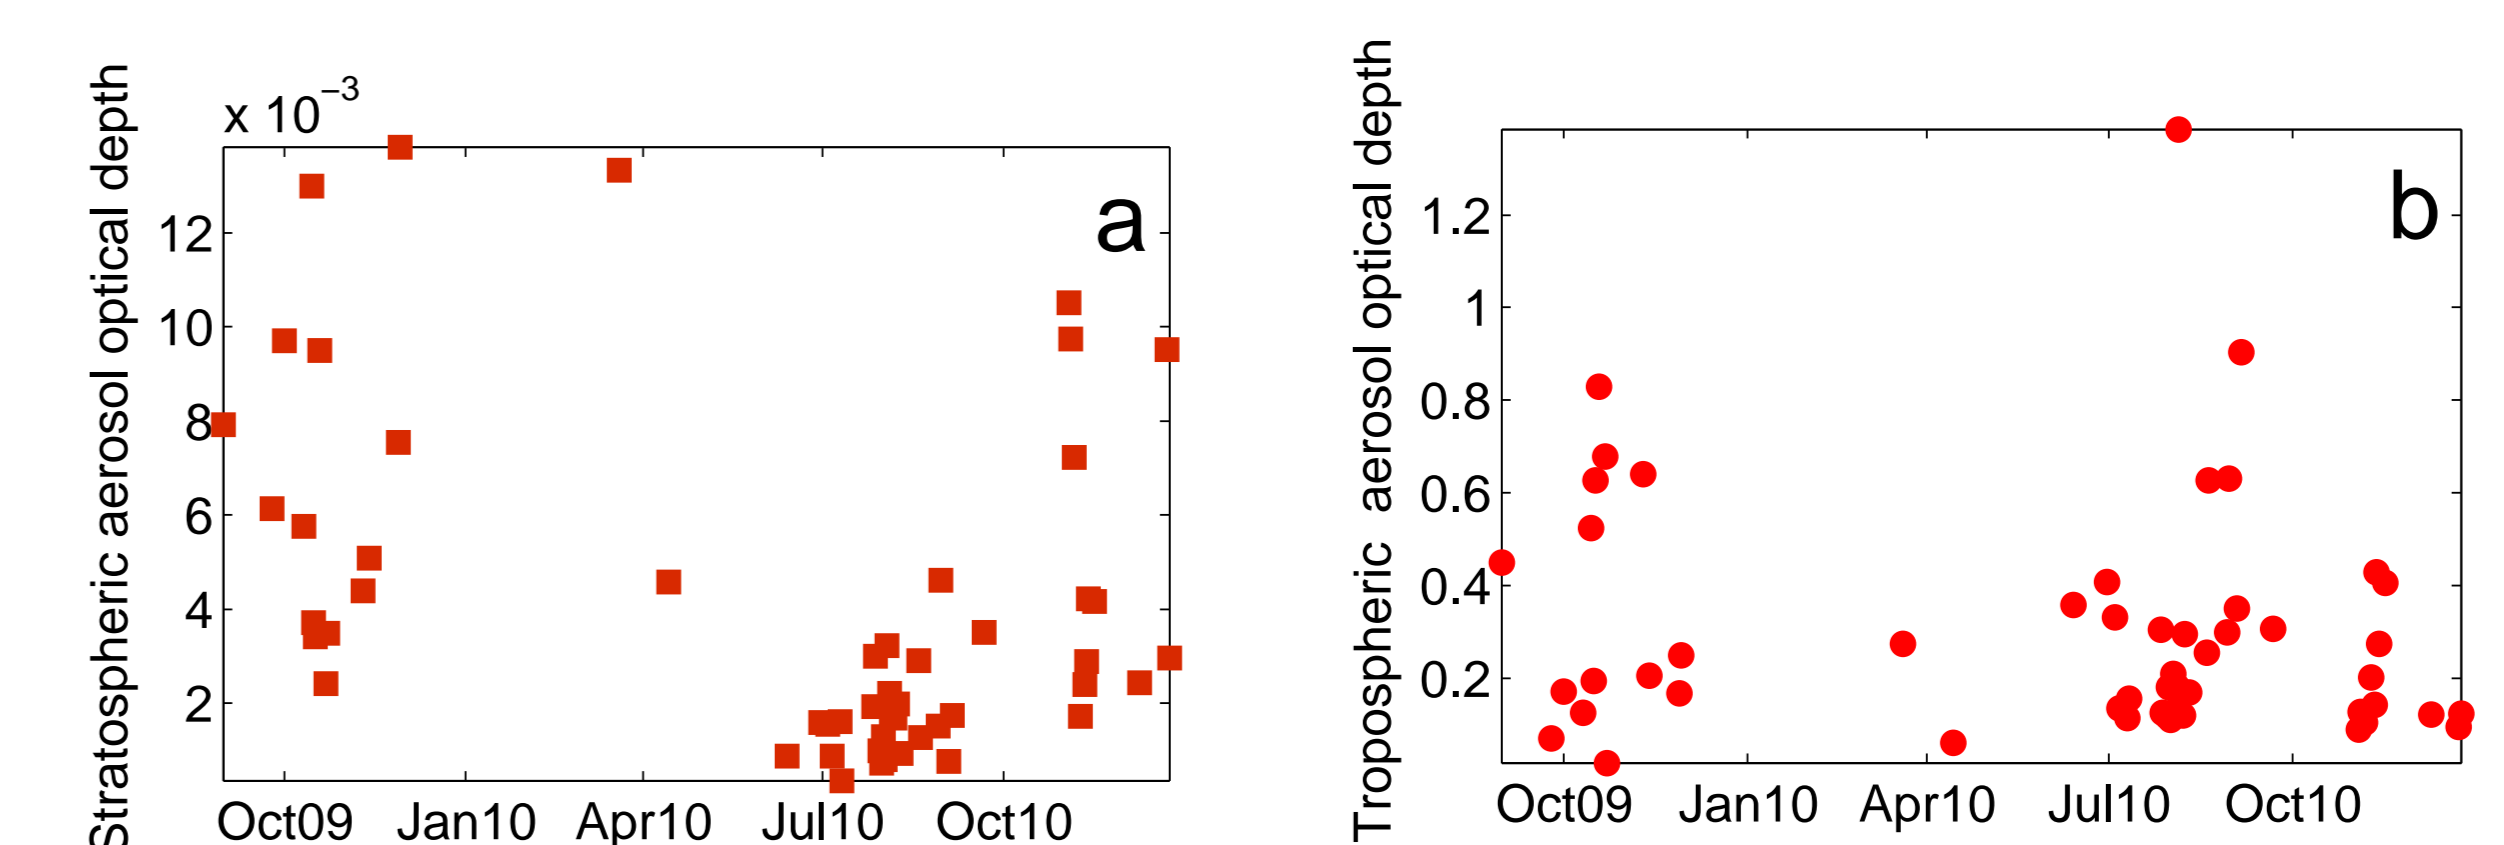 Stratospheric aerosol optical depth
x 10⁻³
a
12
10
8
6
4
2
Oct09 Jan10 Apr10 Jul10 Oct10
Tropospheric aerosol optical depth
b
1.2
1
0.8
0.6
0.4
0.2
Oct09 Jan10 Apr10 Jul10 Oct10